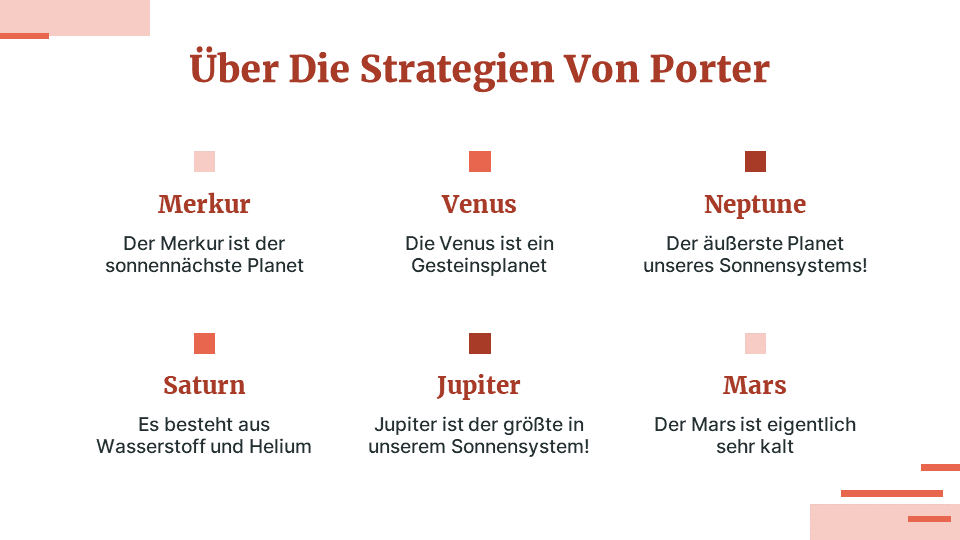 Über Die Strategien Von Porter
Merkur
Der Merkur ist der
sonnennächste Planet
Venus
Die Venus ist ein
Gesteinsplanet
Neptune
Der äußerste Planet
unseres Sonnensystems!
Saturn
Es besteht aus
Wasserstoff und Helium
Jupiter
Jupiter ist der größte in
unserem Sonnensystem!
Mars
Der Mars ist eigentlich
sehr kalt